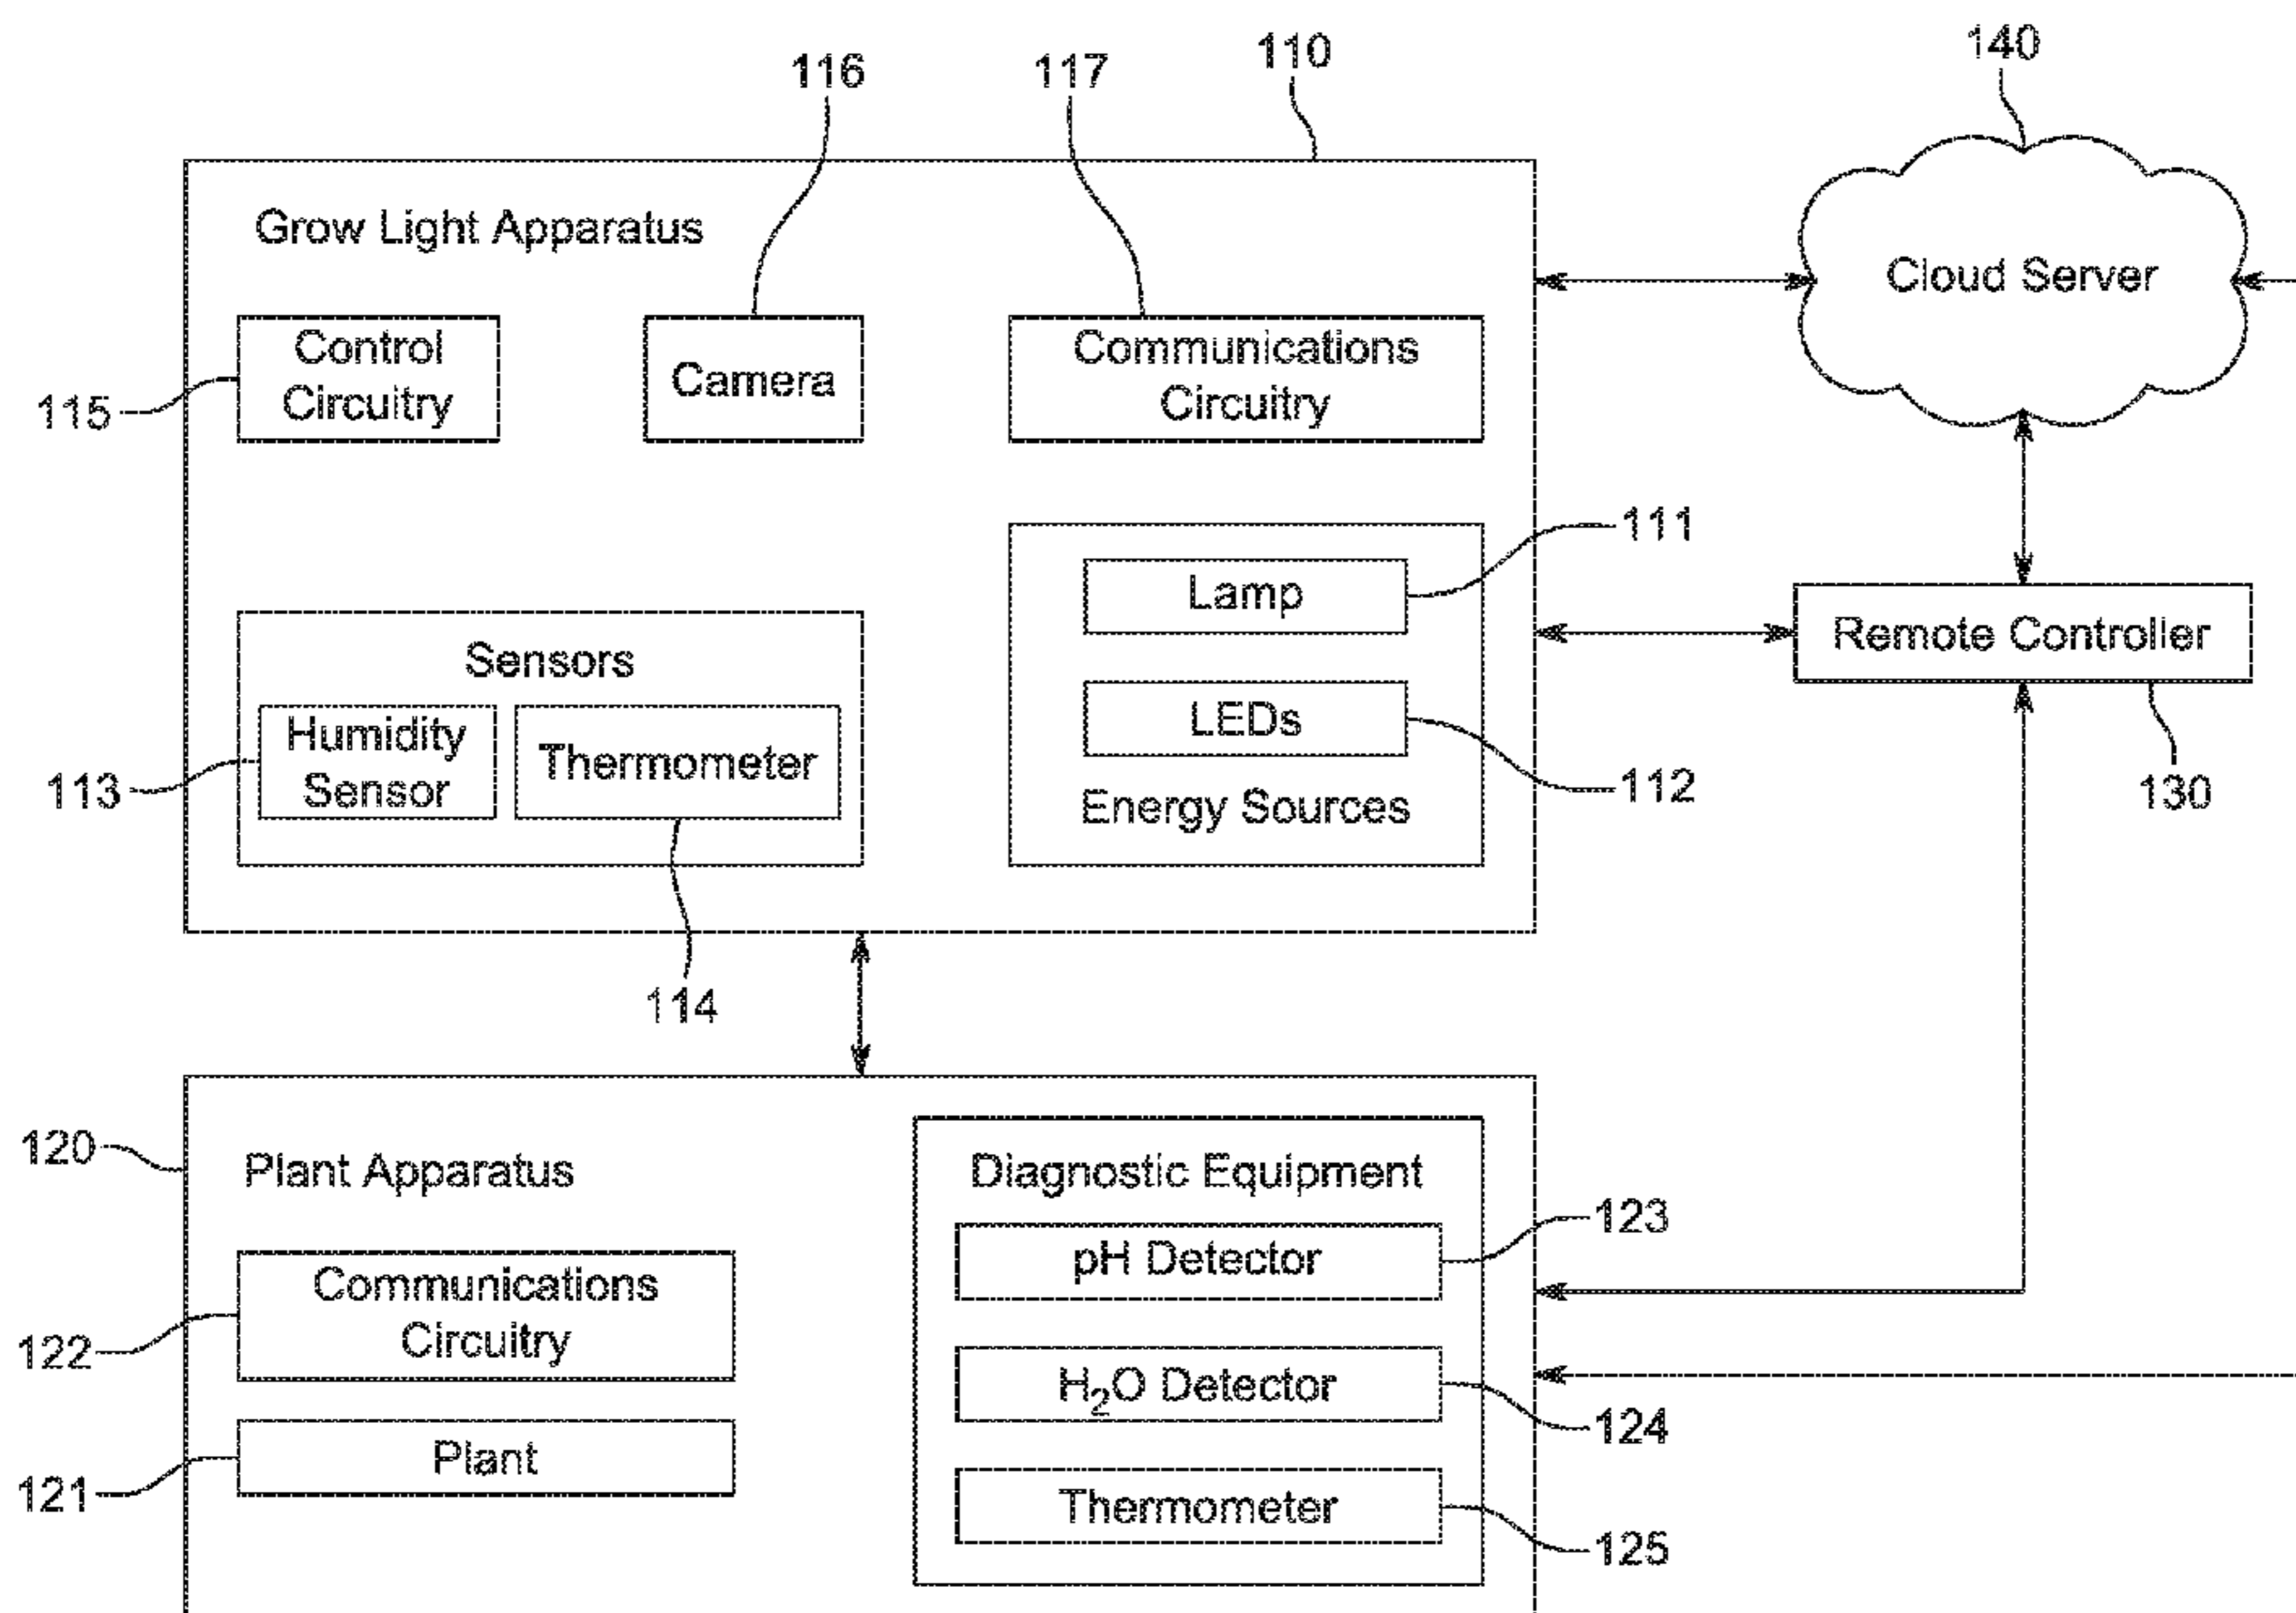 110
140
116
117
Grow Light Apparatus
Cloud Server
Control
Circuitry
Camera
Communications
Circuitry
115
111
Lamp
Remote Controller
Sensors
LEDs
Humidity
Sensor
Thermometer
113
112
130
Energy Sources
114
120
Plant Apparatus
Diagnostic Equipment
123
pH Detector
Communications
Circuitry
122
H₂O Detector
124
Plant
121
Thermometer
125